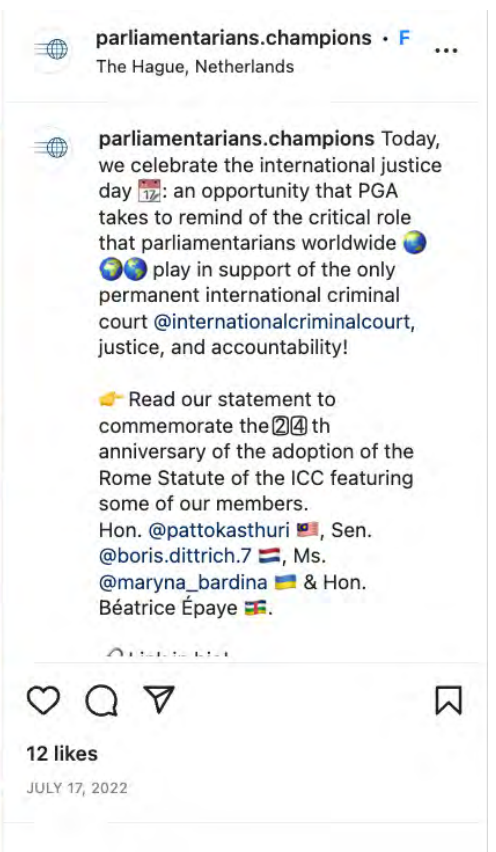 parliamentarians.champions • F
The Hague, Netherlands
parliamentarians.champions Today,
we celebrate the international justice
day 📅: an opportunity that PGA
takes to remind of the critical role
that parliamentarians worldwide 🌏
🌍🌎 play in support of the only
permanent international criminal
court @internationalcriminalcourt,
justice, and accountability!
👉 Read our statement to
commemorate the 2️⃣4️⃣ th
anniversary of the adoption of the
Rome Statute of the ICC featuring
some of our members.
Hon. @pattokasthuri 🇲🇾, Sen.
@boris.dittrich.7 🇳🇱, Ms.
@maryna_bardina 🇺🇦 & Hon.
Béatrice Épaye 🇨🇫.
12 likes
JULY 17, 2022